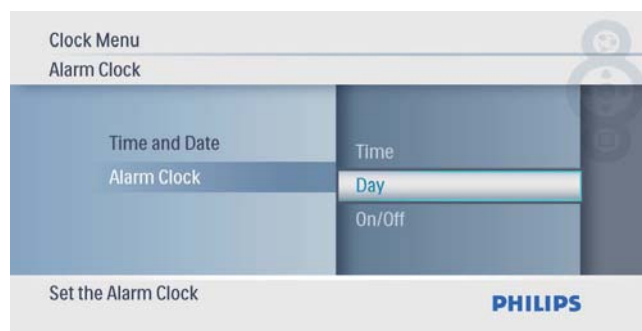 Clock Menu
Alarm Clock
Time and Date
Alarm Clock
Time
Day
On/Off
Set the Alarm Clock
PHILIPS